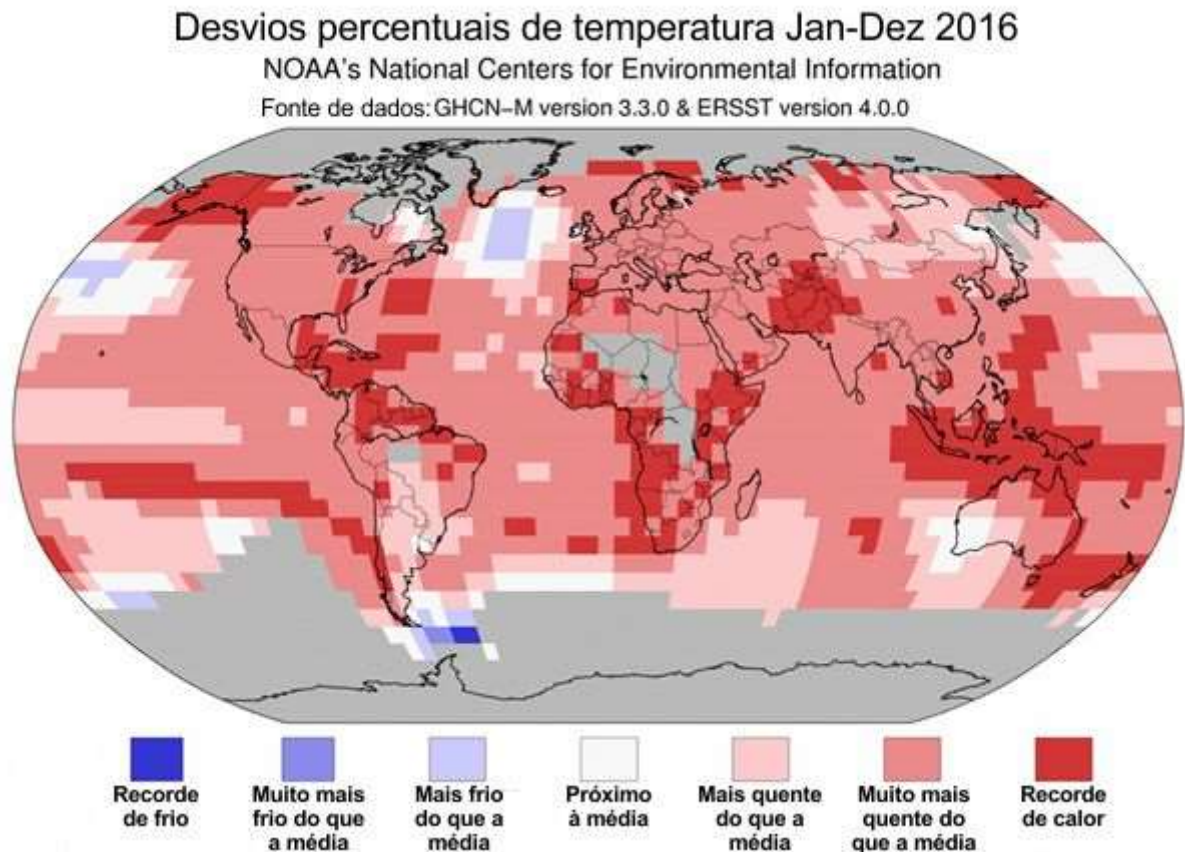 Desvios percentuais de temperatura Jan-Dez 2016
NOAA's National Centers for Environmental Information
Fonte de dados: GHCN–M version 3.3.0 & ERSST version 4.0.0
Recorde
de frio
Muito mais
frio do que
a média
Mais frio
do que a
média
Próximo
à média
Mais quente
do que a
média
Muito mais
quente do
que a média
Recorde
de calor